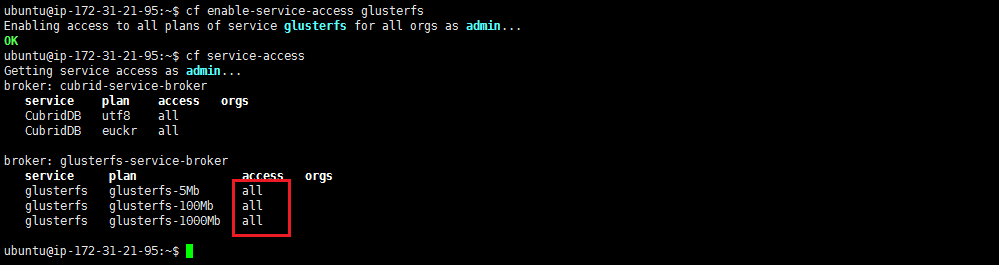 ubuntu@ip-172-31-21-95:~$ cf enable-service-access glusterfs
Enabling access to all plans of service glusterfs for all orgs as admin...
OK
ubuntu@ip-172-31-21-95:~$ cf service-access
Getting service access as admin...
broker: cubrid-service-broker
   service    plan    access   orgs
   CubridDB   utf8    all
   CubridDB   euckr   all

broker: glusterfs-service-broker
   service     plan               access   orgs
   glusterfs   glusterfs-5Mb      all
   glusterfs   glusterfs-100Mb    all
   glusterfs   glusterfs-1000Mb   all

ubuntu@ip-172-31-21-95:~$